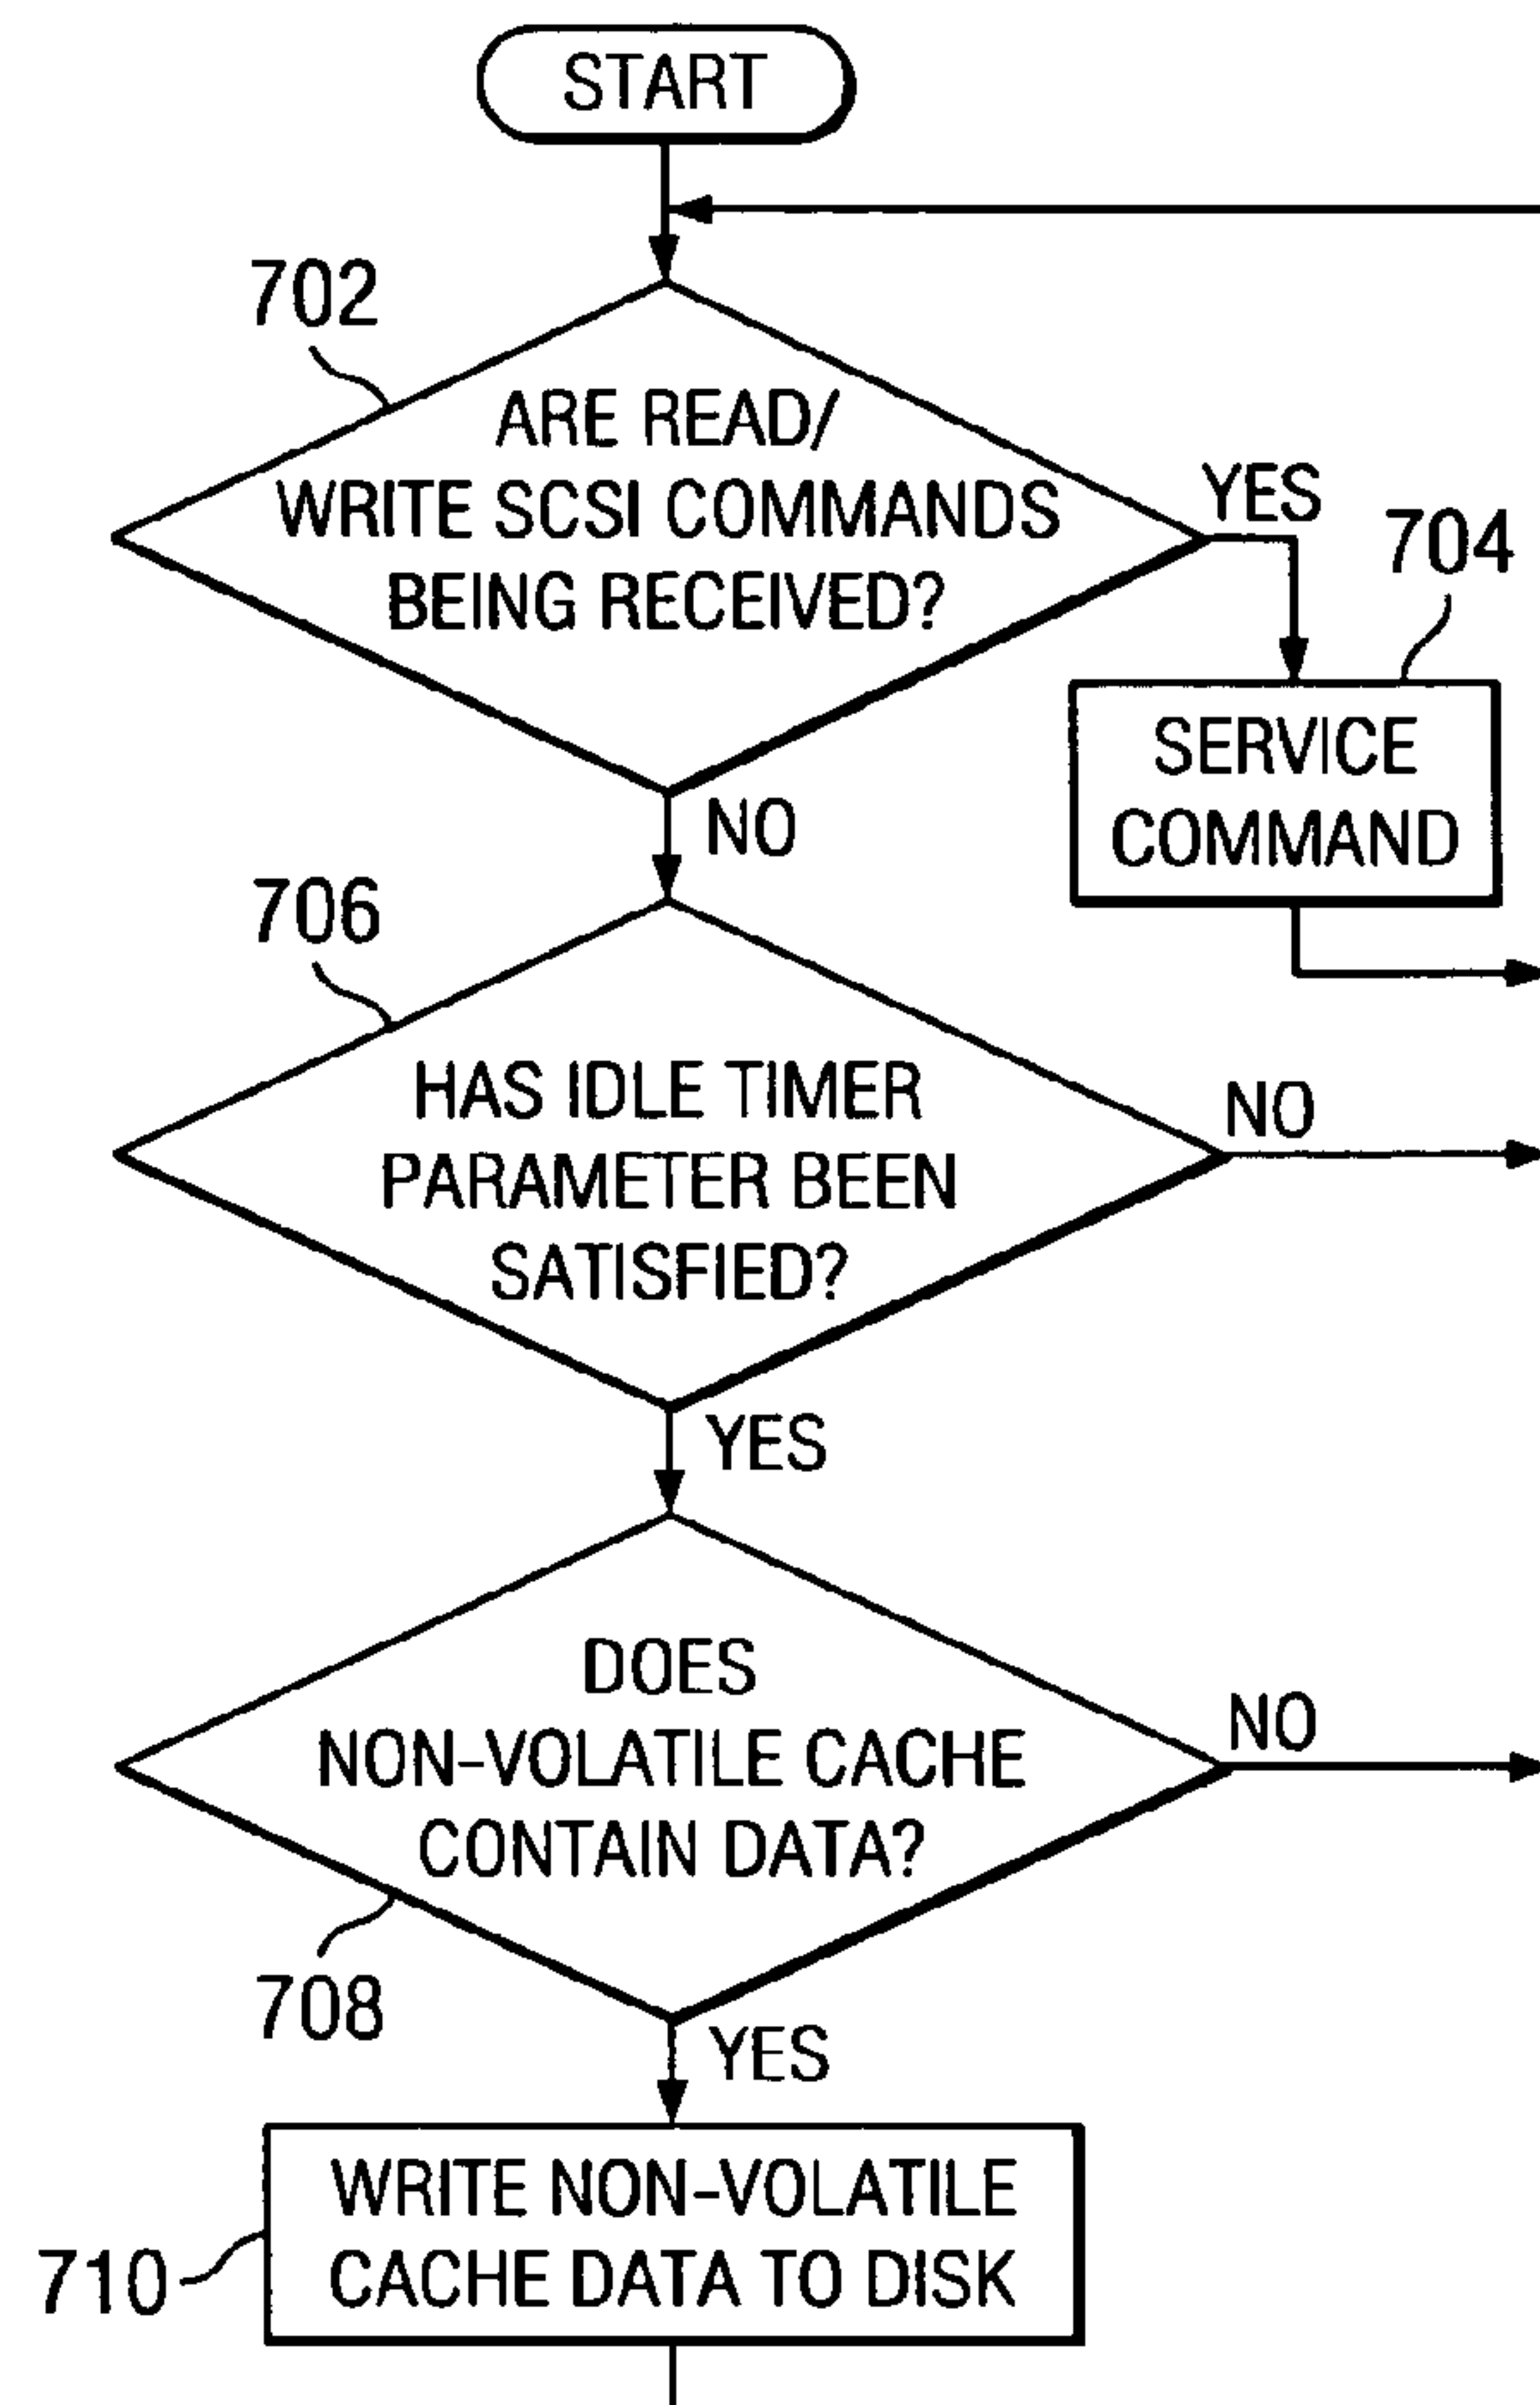 START
702
ARE READ/
WRITE SCSI COMMANDS
BEING RECEIVED?
YES
704
SERVICE
COMMAND
NO
706
HAS IDLE TIMER
PARAMETER BEEN
SATISFIED?
NO
YES
DOES
NON-VOLATILE CACHE
CONTAIN DATA?
NO
708
YES
WRITE NON-VOLATILE
CACHE DATA TO DISK
710